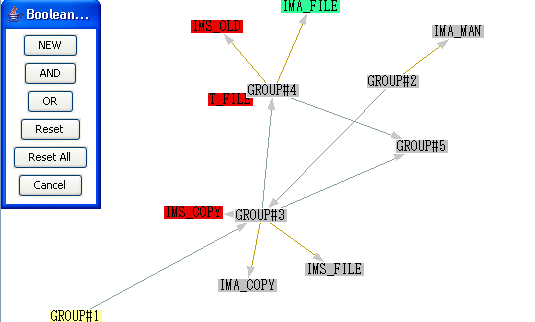 Boolean...
NEW
AND
OR
Reset
Reset All
Cancel
IMA_FILE
IMS_OLD
IMA_MAN
GROUP#2
T_FILE
GROUP#4
GROUP#5
IMS_COPY
GROUP#3
IMS_FILE
IMA_COPY
GROUP#1